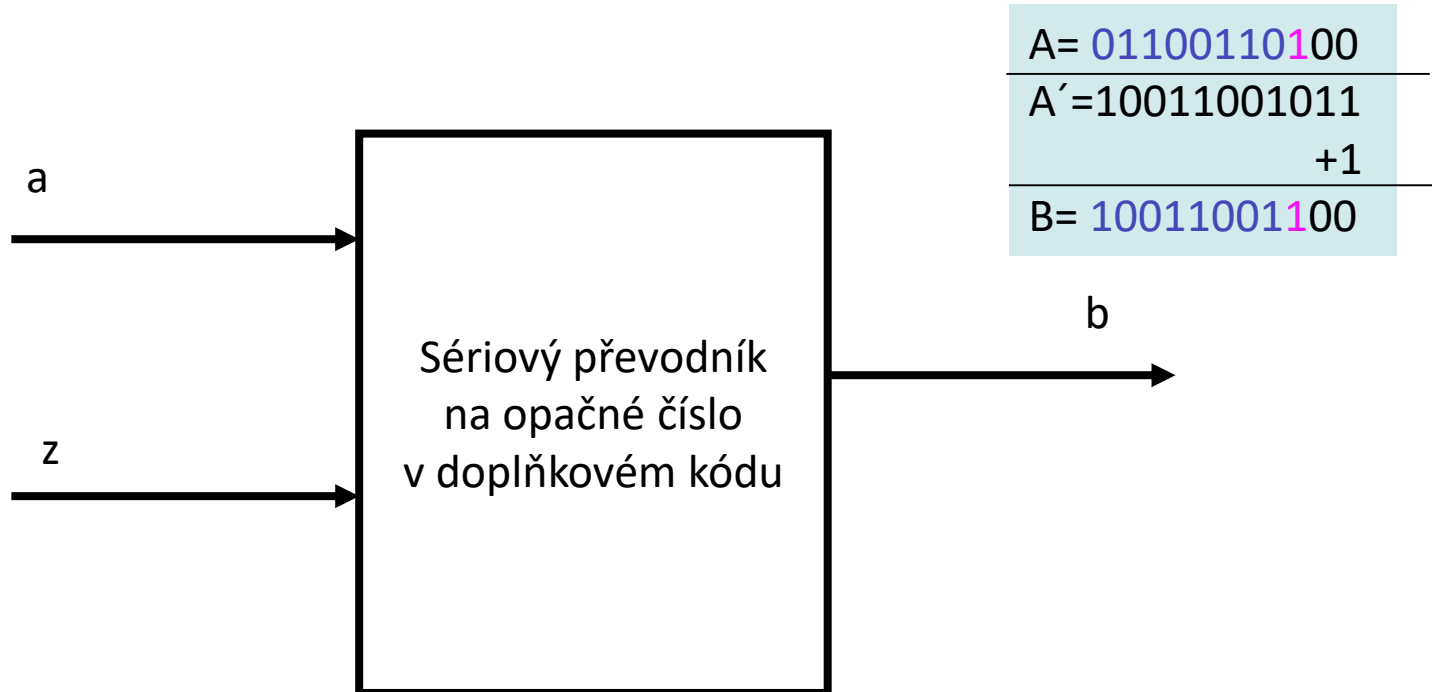 A= 01100110100
A´=10011001011
+1
B= 10011001100
a
z
Sériový převodník
na opačné číslo
v doplňkovém kódu
b